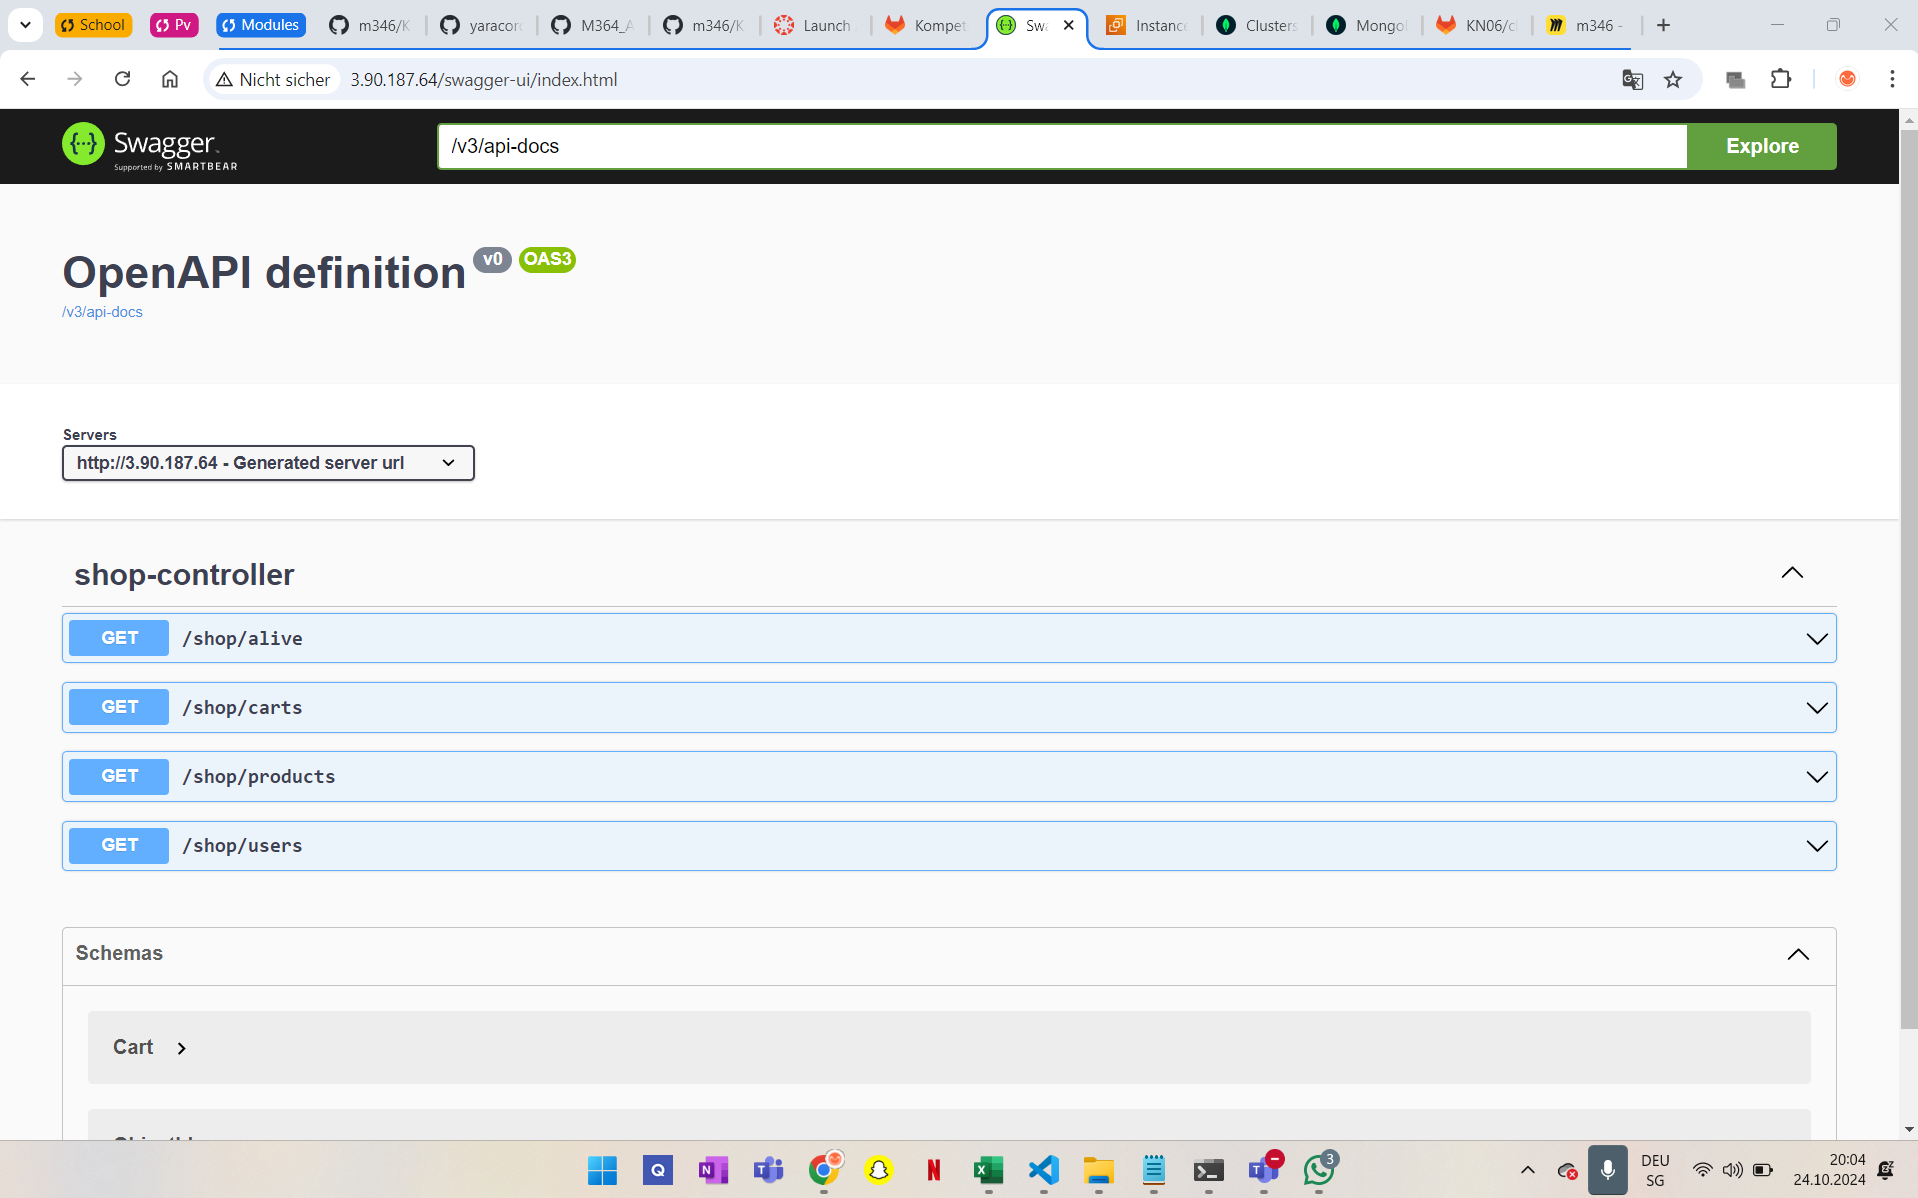 School
Pv
Modules
m346/K
yaracor
M364_A
m346/K
Launch
Kompet
Swa
Instanc
Clusters
Mongo
KN06/cl
m346 -
Nicht sicher
3.90.187.64/swagger-ui/index.html
Swagger
Supported by SMARTBEAR
/v3/api-docs
Explore
OpenAPI definition
v0
OAS3
/v3/api-docs
Servers
http://3.90.187.64 - Generated server url
shop-controller
GET
/shop/alive
GET
/shop/carts
GET
/shop/products
GET
/shop/users
Schemas
Cart
DEU
SG
20:04
24.10.2024
3